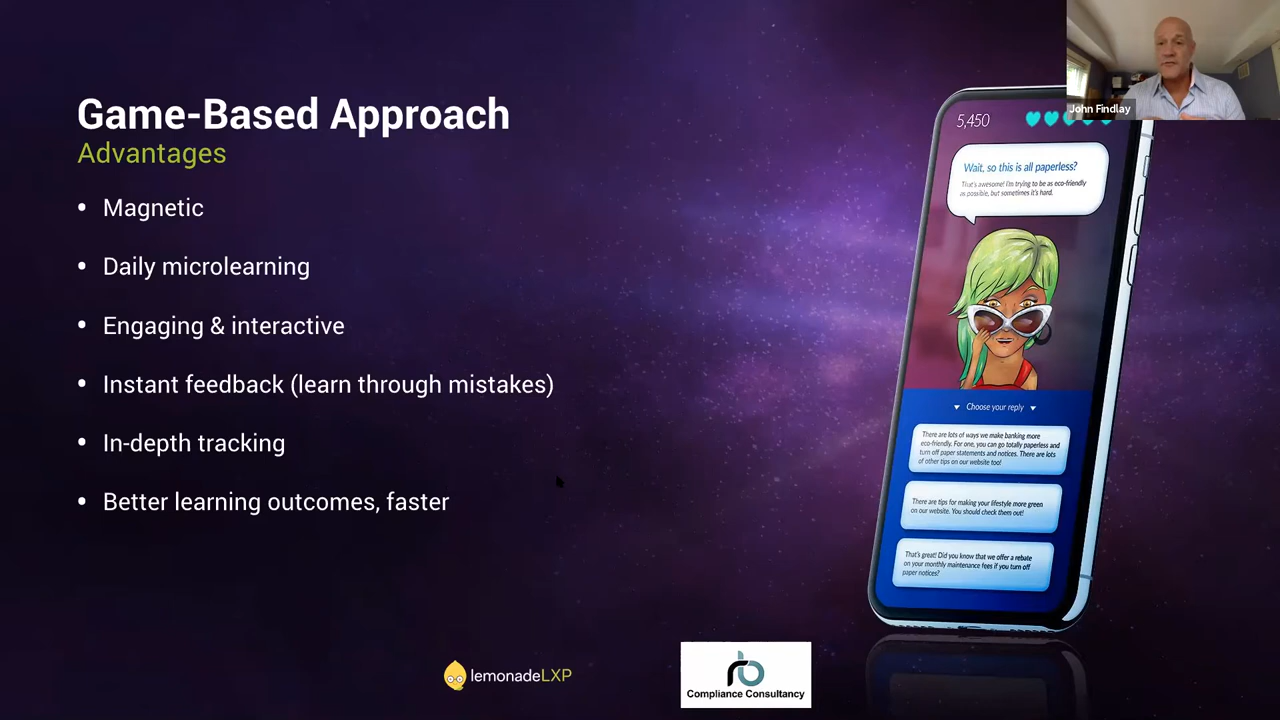 Game-Based Approach
Advantages
• Magnetic
• Daily microlearning
• Engaging & interactive
• Instant feedback (learn through mistakes)
• In-depth tracking
• Better learning outcomes, faster
John Findlay
5,450
Wait, so this is all paperless?
That's awesome! I'm trying to be as eco-friendly
as possible, but sometimes it's hard.
Choose your reply
There are lots of ways we make banking more
eco-friendly. For one, you can go totally paperless and
turn off paper statements and notices. There are lots
of other tips on our website too!
There are tips for making your lifestyle more green
on our website. You should check them out!
That's great! Did you know that we offer a rebate
on your monthly maintenance fees if you turn off
paper notices?
lemonadeLXP
rb
Compliance Consultancy